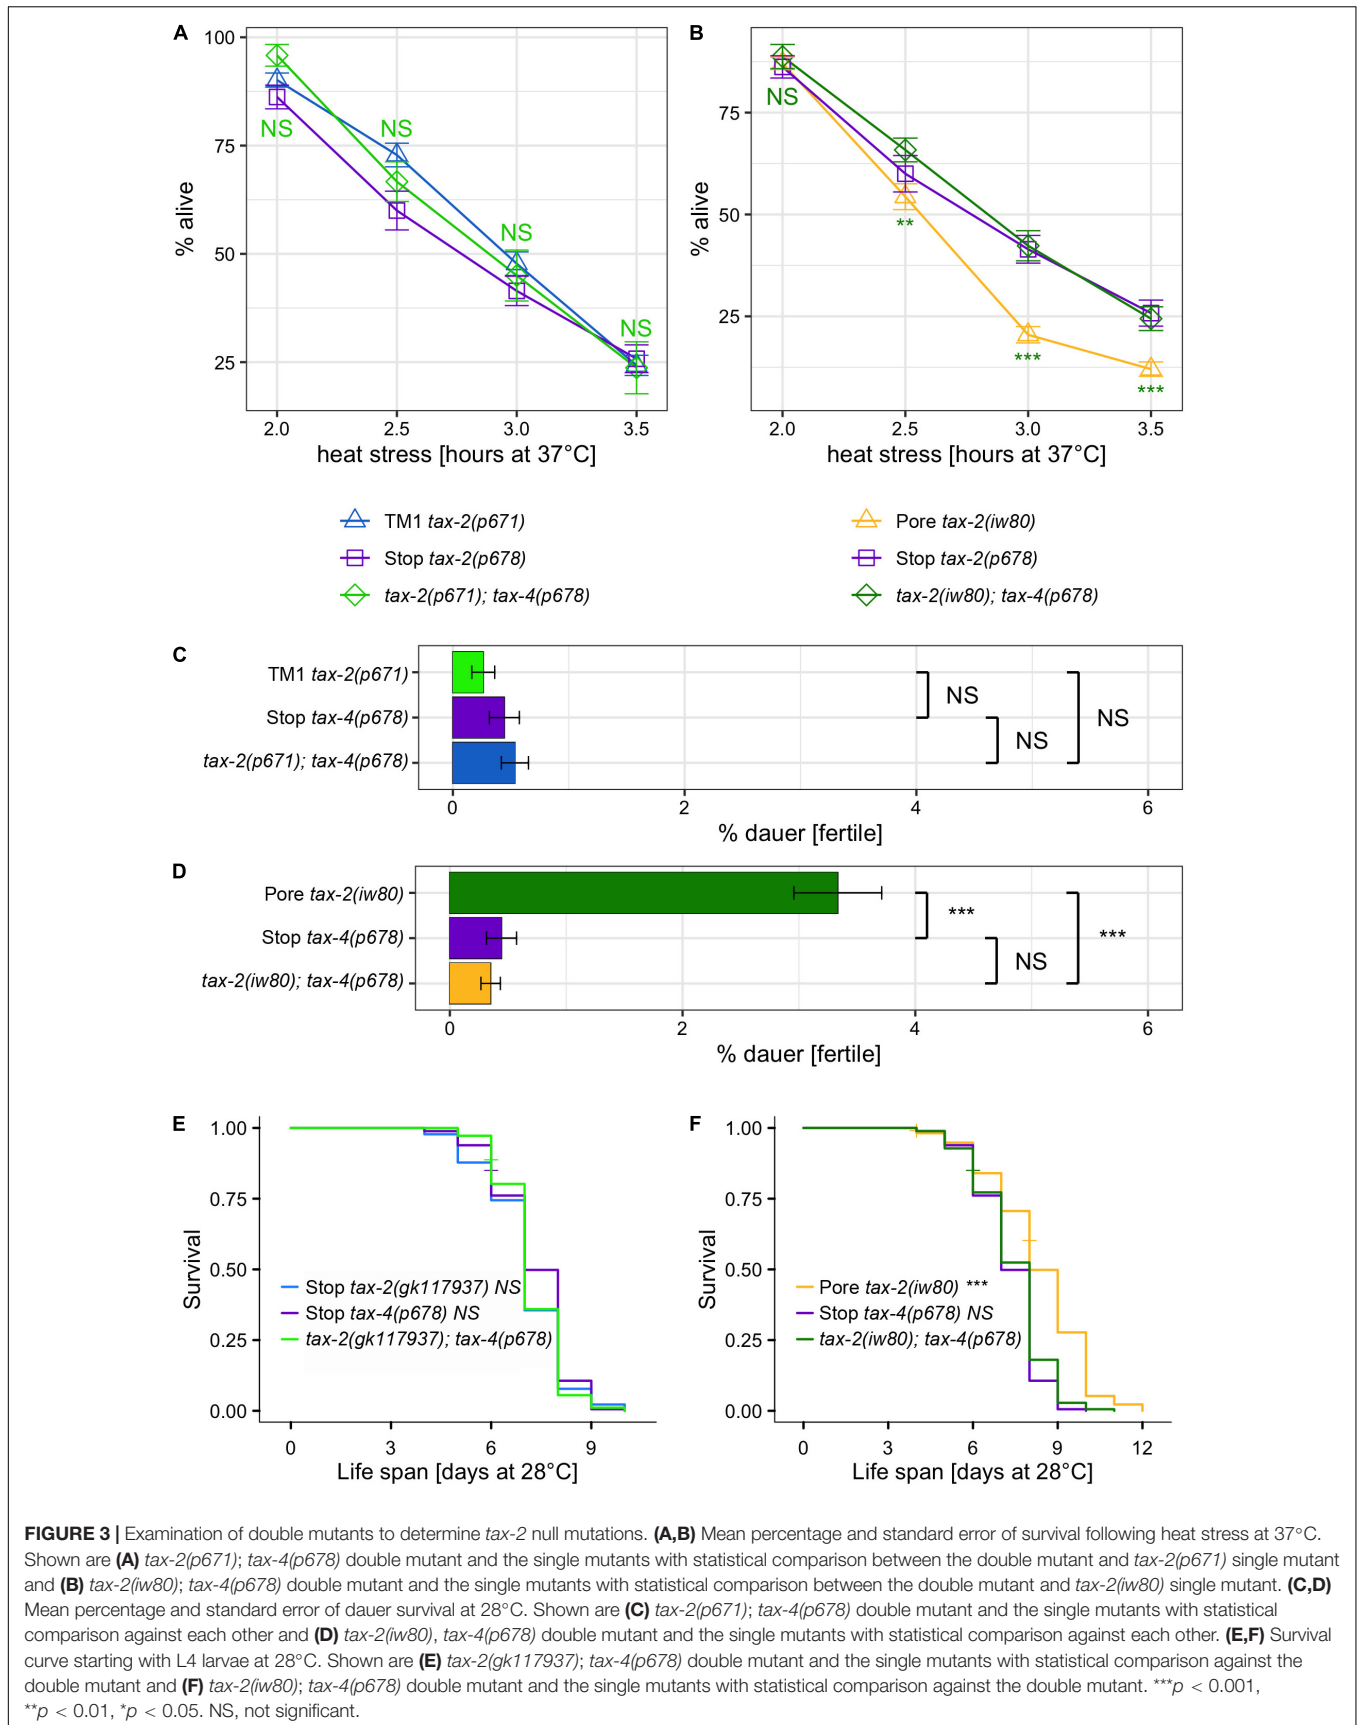 A
100
75
50
25
% alive
NS
NS
NS
NS
2.0 2.5 3.0 3.5
heat stress [hours at 37°C]
B
75
50
25
% alive
NS
**
***
***
2.0 2.5 3.0 3.5
heat stress [hours at 37°C]
TM1 tax-2(p671)
Stop tax-2(p678)
tax-2(p671); tax-4(p678)
Pore tax-2(iw80)
Stop tax-2(p678)
tax-2(iw80); tax-4(p678)
C
TM1 tax-2(p671)
Stop tax-4(p678)
tax-2(p671); tax-4(p678)
NS
NS
NS
0 2 4 6
% dauer [fertile]
D
Pore tax-2(iw80)
Stop tax-4(p678)
tax-2(iw80); tax-4(p678)
***
NS
***
0 2 4 6
% dauer [fertile]
E
1.00
0.75
0.50
0.25
0.00
Survival
Stop tax-2(gk117937) NS
Stop tax-4(p678) NS
tax-2(gk117937); tax-4(p678)
0 3 6 9
Life span [days at 28°C]
F
1.00
0.75
0.50
0.25
0.00
Survival
Pore tax-2(iw80) ***
Stop tax-4(p678) NS
tax-2(iw80); tax-4(p678)
0 3 6 9 12
Life span [days at 28°C]
FIGURE 3 | Examination of double mutants to determine tax-2 null mutations. (A,B) Mean percentage and standard error of survival following heat stress at 37°C.
Shown are (A) tax-2(p671); tax-4(p678) double mutant and the single mutants with statistical comparison between the double mutant and tax-2(p671) single mutant
and (B) tax-2(iw80); tax-4(p678) double mutant and the single mutants with statistical comparison between the double mutant and tax-2(iw80) single mutant. (C,D)
Mean percentage and standard error of dauer survival at 28°C. Shown are (C) tax-2(p671); tax-4(p678) double mutant and the single mutants with statistical
comparison against each other and (D) tax-2(iw80), tax-4(p678) double mutant and the single mutants with statistical comparison against each other. (E,F) Survival
curve starting with L4 larvae at 28°C. Shown are (E) tax-2(gk117937); tax-4(p678) double mutant and the single mutants with statistical comparison against the
double mutant and (F) tax-2(iw80); tax-4(p678) double mutant and the single mutants with statistical comparison against the double mutant. ***p < 0.001,
**p < 0.01, *p < 0.05. NS, not significant.